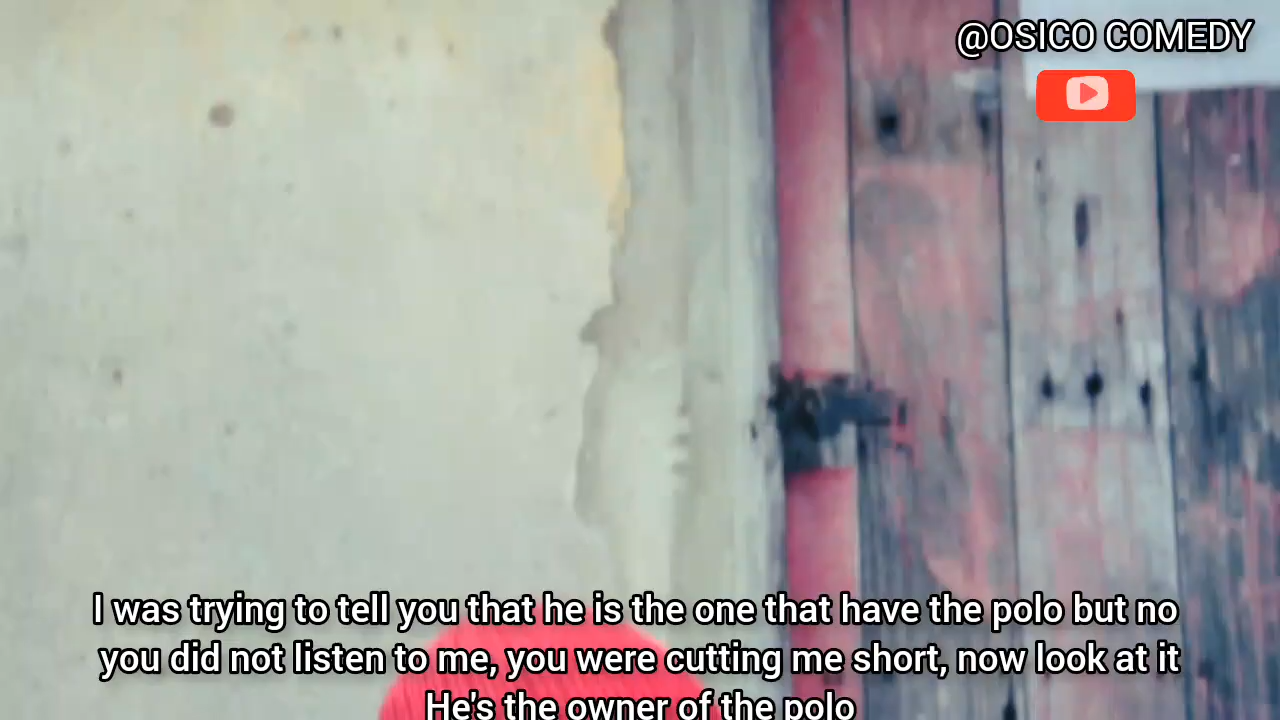 @OSICO COMEDY
I was trying to tell you that he is the one that have the polo but no
you did not listen to me, you were cutting me short, now look at it
He's the owner of the polo